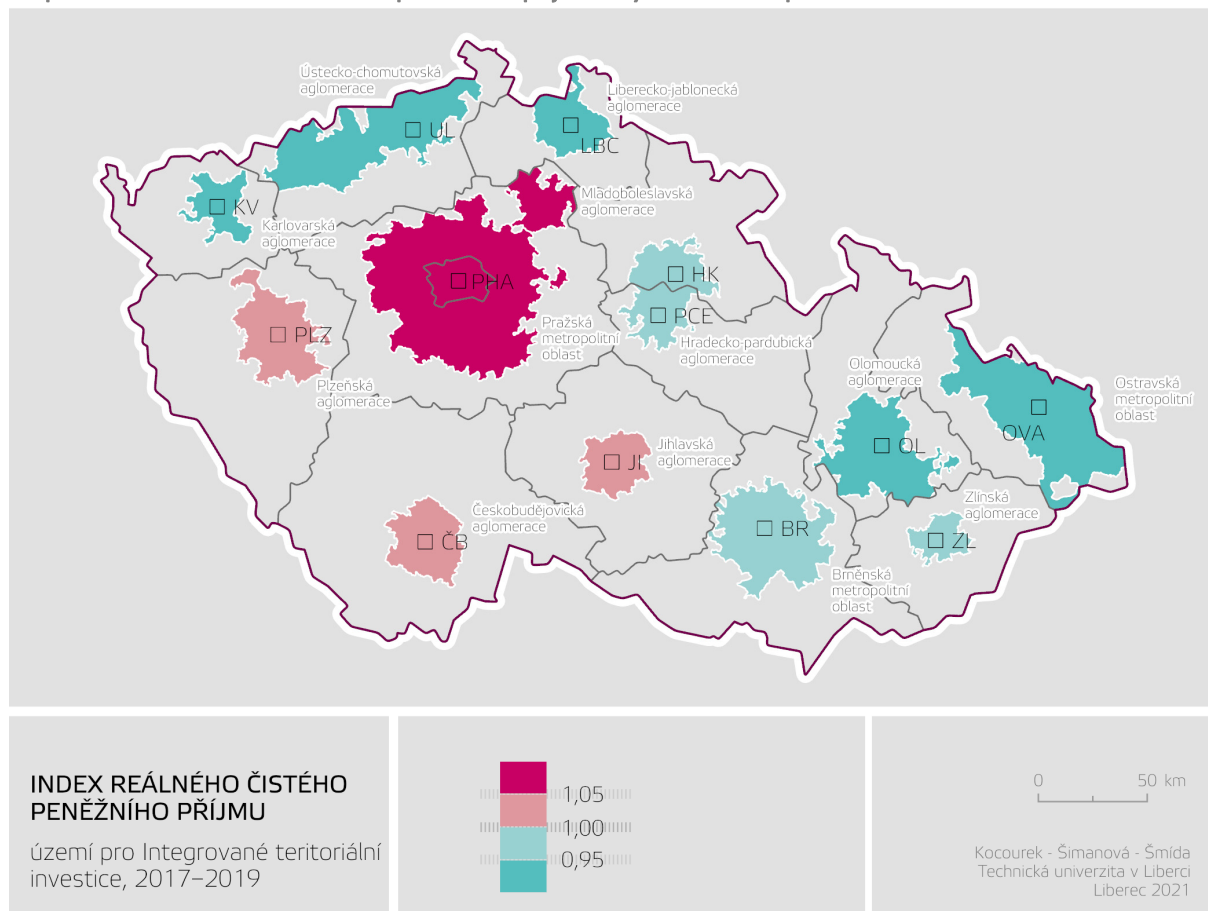 Ústecko-chomutovská
aglomerace
Liberecko-jablonecká
aglomerace
UL
LBC
Mladoboleslavská
aglomerace
KV
Karlovarská
aglomerace
PHA
HK
PCE
Pražská
metropolitní
oblast
Hradecko-pardubická
aglomerace
PLZ
Plzeňská
aglomerace
Olomoucká
aglomerace
Ostravská
metropolitní
oblast
OVA
OL
Jihlavská
aglomerace
JI
Českobudějovická
aglomerace
ČB
Zlínská
aglomerace
BR
ZL
Brněnská
metropolitní
oblast
INDEX REÁLNÉHO ČISTÉHO
PENĚŽNÍHO PŘÍJMU
území pro Integrované teritoriální
investice, 2017–2019
1,05
1,00
0,95
0 50 km
Kocourek - Šimanová - Šmída
Technická univerzita v Liberci
Liberec 2021